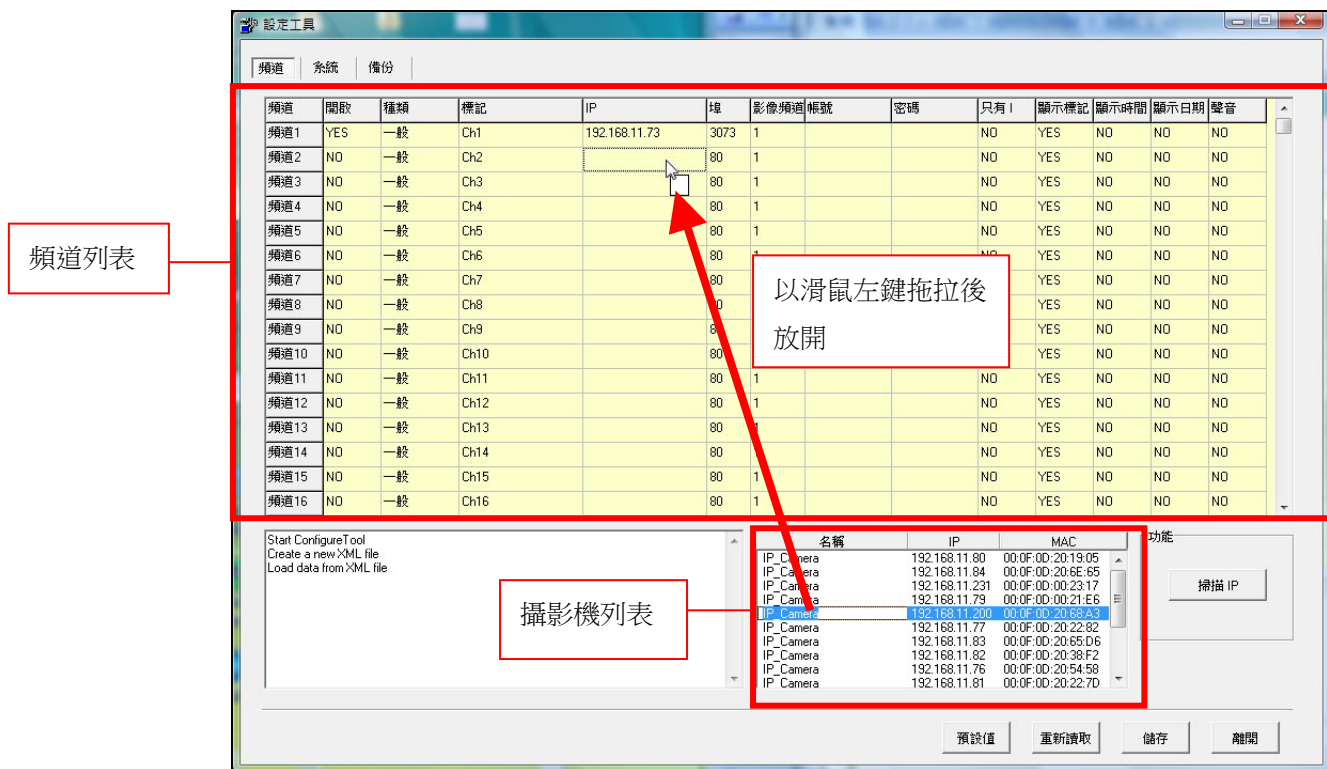 設定工具
頻道 系統 備份
頻道 開啟 種類 標記 IP 埠 影像頻道 帳號 密碼 只有 I 顯示標記 顯示時間 顯示日期 聲音
頻道1 YES 一般 Ch1 192.168.11.73 3073 1 NO YES NO NO NO
頻道2 NO 一般 Ch2 80 1 NO YES NO NO NO
頻道3 NO 一般 Ch3 80 1 NO YES NO NO NO
頻道4 NO 一般 Ch4 80 1 NO YES NO NO NO
頻道5 NO 一般 Ch5 80 1 NO YES NO NO NO
頻道6 NO 一般 Ch6 80 NO YES NO NO NO
頻道7 NO 一般 Ch7 80 YES NO NO NO
頻道8 NO 一般 Ch8 YES NO NO NO
頻道9 NO 一般 Ch9 YES NO NO NO
頻道10 NO 一般 Ch10 80 YES NO NO NO
頻道11 NO 一般 Ch11 80 1 NO YES NO NO NO
頻道12 NO 一般 Ch12 80 1 NO YES NO NO NO
頻道13 NO 一般 Ch13 80 1 NO YES NO NO NO
頻道14 NO 一般 Ch14 80 NO YES NO NO NO
頻道15 NO 一般 Ch15 80 1 NO YES NO NO NO
頻道16 NO 一般 Ch16 80 1 NO YES NO NO NO
頻道列表
以滑鼠左鍵拖拉後
放開
Start ConfigureTool
Create a new XML file
Load data from XML file
攝影機列表
名稱 IP MAC
IP_Camera 192.168.11.80 00:0F:0D:20:19:05
IP_Camera 192.168.11.84 00:0F:0D:20:6E:65
IP_Camera 192.168.11.231 00:0F:0D:00:23:17
IP_Camera 192.168.11.79 00:0F:0D:00:21:E6
IP_Camera 192.168.11.200 00:0F:0D:20:68:A3
IP_Camera 192.168.11.77 00:0F:0D:20:22:82
IP_Camera 192.168.11.83 00:0F:0D:20:65:D6
IP_Camera 192.168.11.82 00:0F:0D:20:38:F2
IP_Camera 192.168.11.76 00:0F:0D:20:54:58
IP_Camera 192.168.11.81 00:0F:0D:20:22:7D
功能
掃描 IP
預設值 重新讀取 儲存 離開